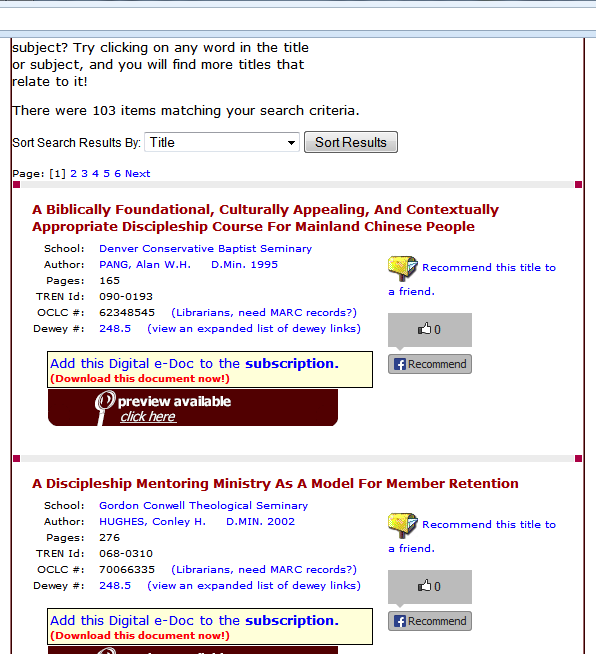 subject? Try clicking on any word in the title
or subject, and you will find more titles that
relate to it!
There were 103 items matching your search criteria.
Sort Search Results By: Title Sort Results
Page: [1] 2 3 4 5 6 Next
A Biblically Foundational, Culturally Appealing, And Contextually
Appropriate Discipleship Course For Mainland Chinese People
School: Denver Conservative Baptist Seminary
Author: PANG, Alan W.H. D.Min. 1995
Pages: 165
TREN Id: 090-0193
OCLC #: 62348545 (Librarians, need MARC records?)
Dewey #: 248.5 (view an expanded list of dewey links)
Recommend this title to
a friend.
0
Recommend
Add this Digital e-Doc to the subscription.
(Download this document now!)
preview available
click here
A Discipleship Mentoring Ministry As A Model For Member Retention
School: Gordon Conwell Theological Seminary
Author: HUGHES, Conley H. D.MIN. 2002
Pages: 276
TREN Id: 068-0310
OCLC #: 70066335 (Librarians, need MARC records?)
Dewey #: 248.5 (view an expanded list of dewey links)
Recommend this title to
a friend.
0
Recommend
Add this Digital e-Doc to the subscription.
(Download this document now!)